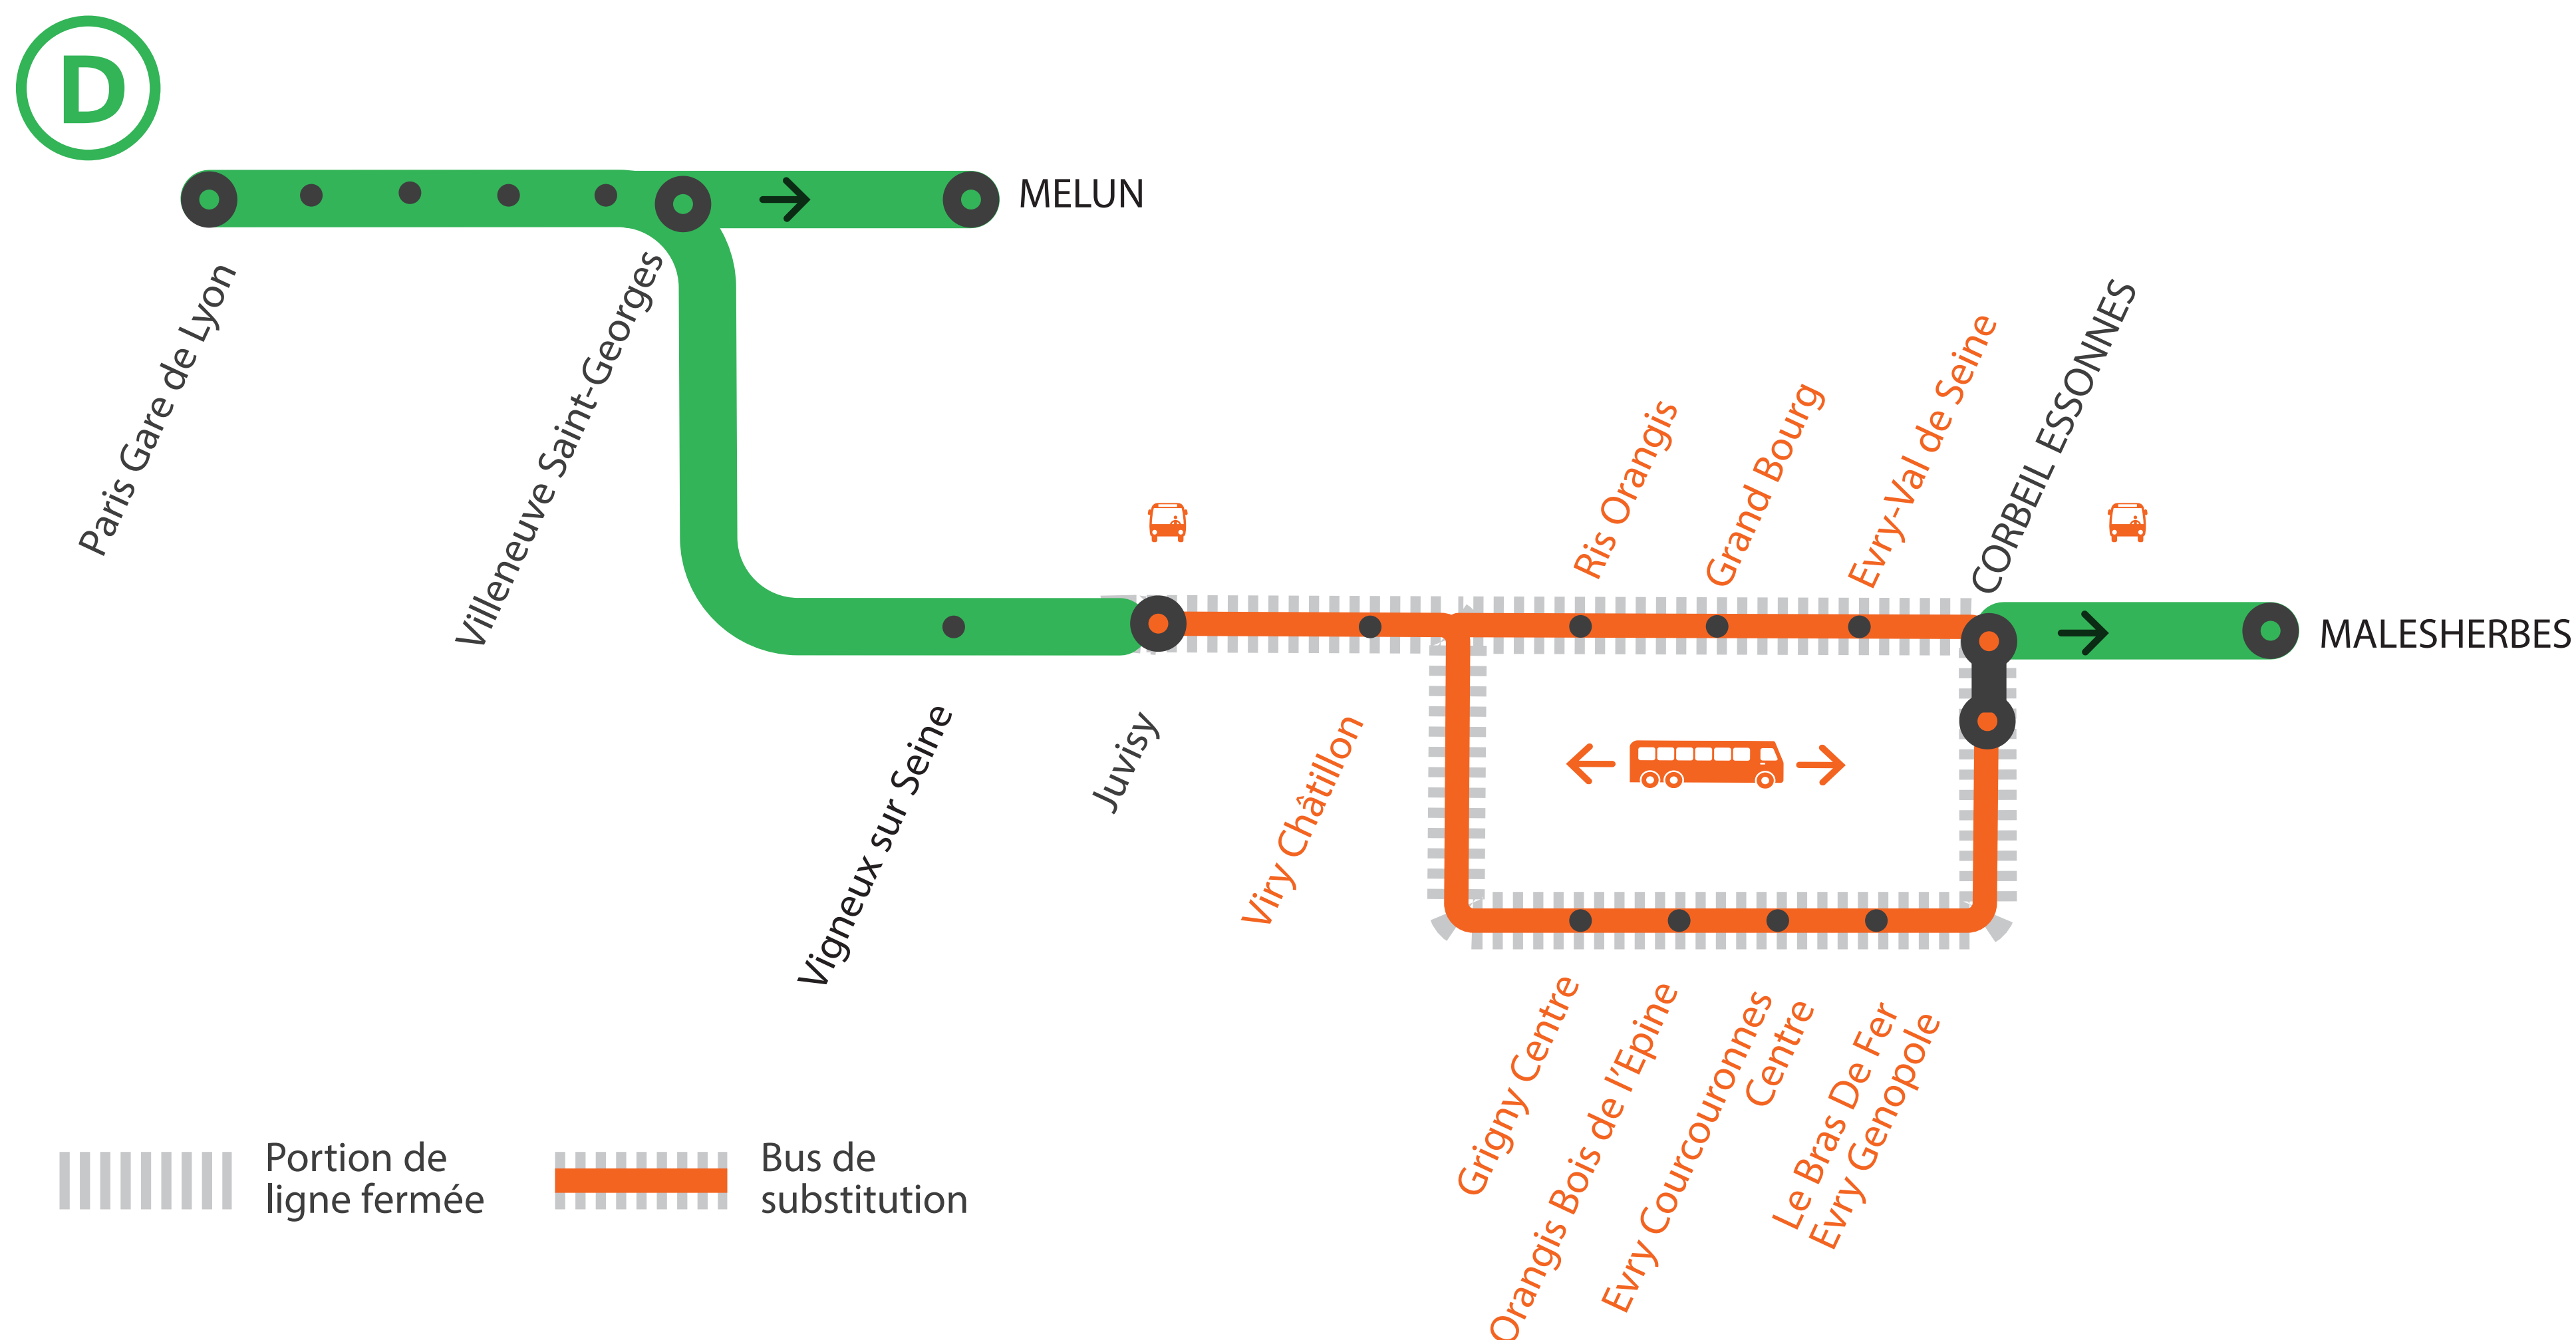 D
MELUN
Paris Gare de Lyon
Villeneuve Saint-Georges
Vigneux sur Seine
Juvisy
Viry Châtillon
Ris Orangis
Grand Bourg
Evry-Val de Seine
CORBEIL ESSONNES
MALESHERBES
Grigny Centre
Orangis Bois de l'Epine
Evry Courcouronnes
Centre
Le Bras De Fer
Evry Genopole
Portion de
ligne fermée
Bus de
substitution